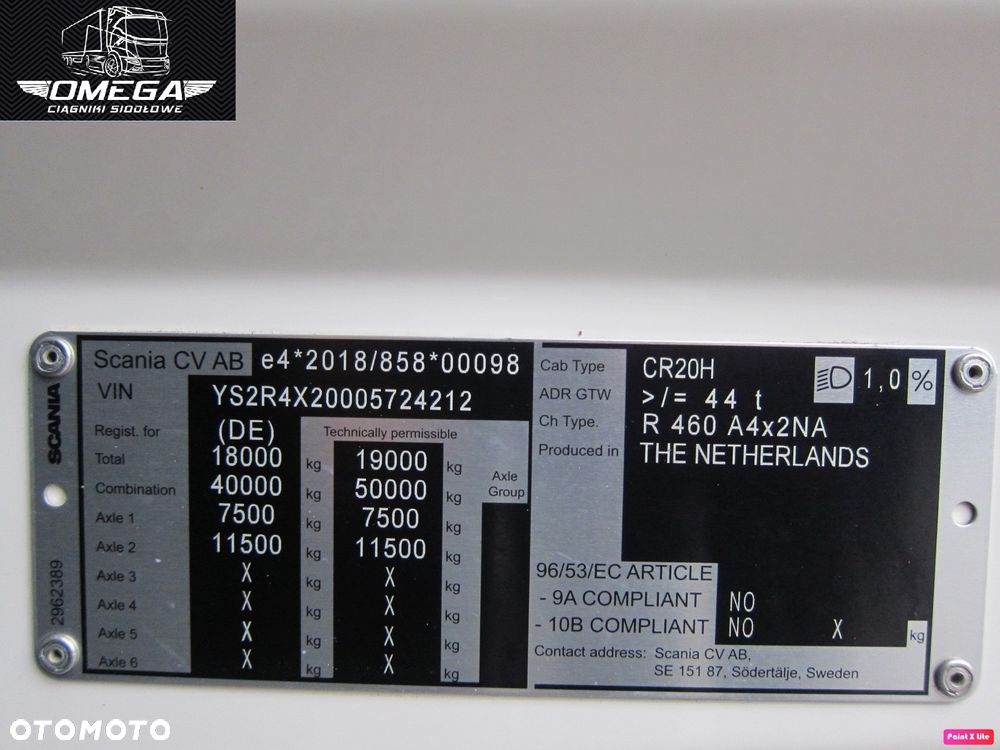 OMEGA
CIĄGNIKI SIODŁOWE
SCANIA
2962389
Scania CV AB e4*2018/858*00098
VIN YS2R4X20005724212
Regist. for (DE) Technically permissible
Total 18000 kg 19000 kg
Combination 40000 kg 50000 kg Axle Group
Axle 1 7500 kg 7500 kg
Axle 2 11500 kg 11500 kg
Axle 3 X kg X kg
Axle 4 X kg X kg
Axle 5 X kg X kg
Axle 6 X kg X kg
Cab Type CR20H 1,0 %
ADR GTW >/= 44 t
Ch Type. R 460 A4x2NA
Produced in THE NETHERLANDS
96/53/EC ARTICLE
- 9A COMPLIANT NO
- 10B COMPLIANT NO X kg
Contact address: Scania CV AB,
SE 151 87, Södertälje, Sweden
OTOMOTO
Point X Lite